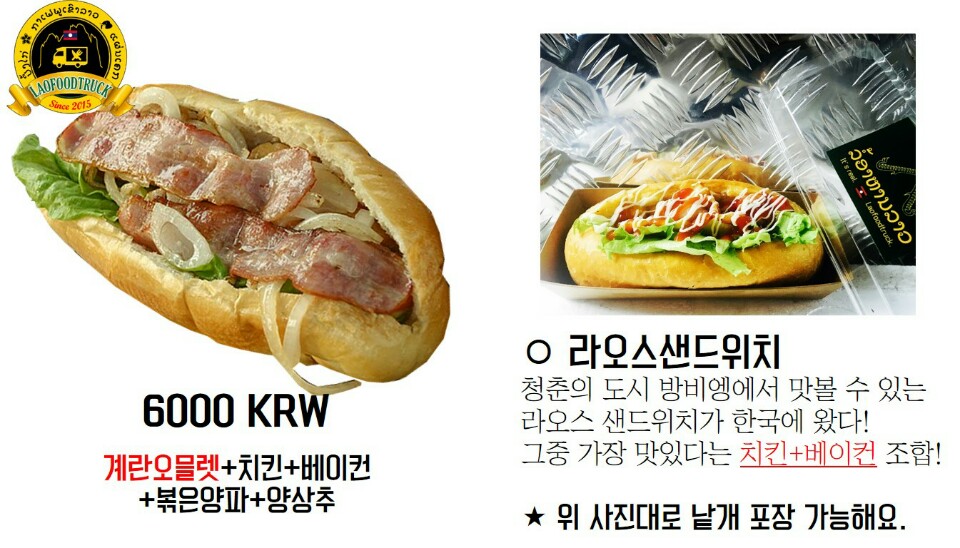 LAOFOODTRUCK
Since 2015
6000 KRW
계란오믈렛+치킨+베이컨
+볶은양파+양상추
It's real
Laofoodtruck
○ 라오스샌드위치
청춘의 도시 방비엥에서 맛볼 수 있는
라오스 샌드위치가 한국에 왔다!
그중 가장 맛있다는 치킨+베이컨 조합!
★ 위 사진대로 낱개 포장 가능해요.